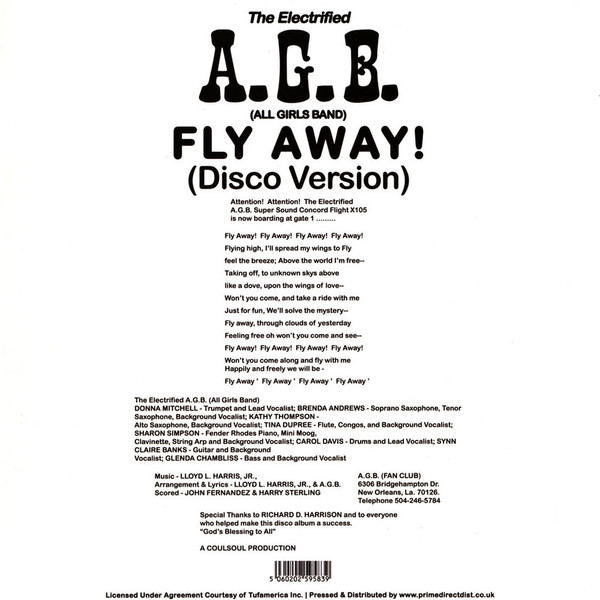 The Electrified
A.G.B.
(ALL GIRLS BAND)
FLY AWAY!
(Disco Version)
Attention!  Attention!  The Electrified
A.G.B. Super Sound Concord Flight X105
is now boarding at gate 1 .........
Fly Away!  Fly Away!  Fly Away!  Fly Away!
Flying high, I'll spread my wings to Fly
feel the breeze; Above the world I'm free--
Taking off, to unknown skys above
like a dove, upon the wings of love--
Won't you come, and take a ride with me
Just for fun, We'll solve the mystery--
Fly away, through clouds of yesterday
Feeling free oh won't you come and see--
Fly Away!  Fly Away!  Fly Away!  Fly Away!
Won't you come along and fly with me
Happily and freely we will be -
Fly Away '  Fly Away '  Fly Away '  Fly Away '
The Electrified A.G.B. (All Girls Band)
DONNA MITCHELL - Trumpet and Lead Vocalist; BRENDA ANDREWS - Soprano Saxophone, Tenor
Saxophone, Background Vocalist; KATHY THOMPSON -
Alto Saxophone, Background Vocalist; TINA DUPREE - Flute, Congos, and Background Vocalist;
SHARON SIMPSON - Fender Rhodes Piano, Mini Moog,
Clavinette, String Arp and Background Vocalist; CAROL DAVIS - Drums and Lead Vocalist; SYNN
CLAIRE BANKS - Guitar and Background
Vocalist; GLENDA CHAMBLISS - Bass and Background Vocalist
Music - LLOYD L. HARRIS, JR.,
Arrangement & Lyrics - LLOYD L. HARRIS, JR., & A.G.B.
Scored - JOHN FERNANDEZ & HARRY STERLING
A.G.B. (FAN CLUB)
6306 Bridgehampton Dr.
New Orleans, La. 70126.
Telephone 504-246-5784
Special Thanks to RICHARD D. HARRISON and to everyone
who helped make this disco album a success.
"God's Blessing to All"
A COULSOUL PRODUCTION
5 060202 595839
Licensed Under Agreement Courtesy of Tufamerica Inc. | Pressed & Distributed by www.primedirectdist.co.uk